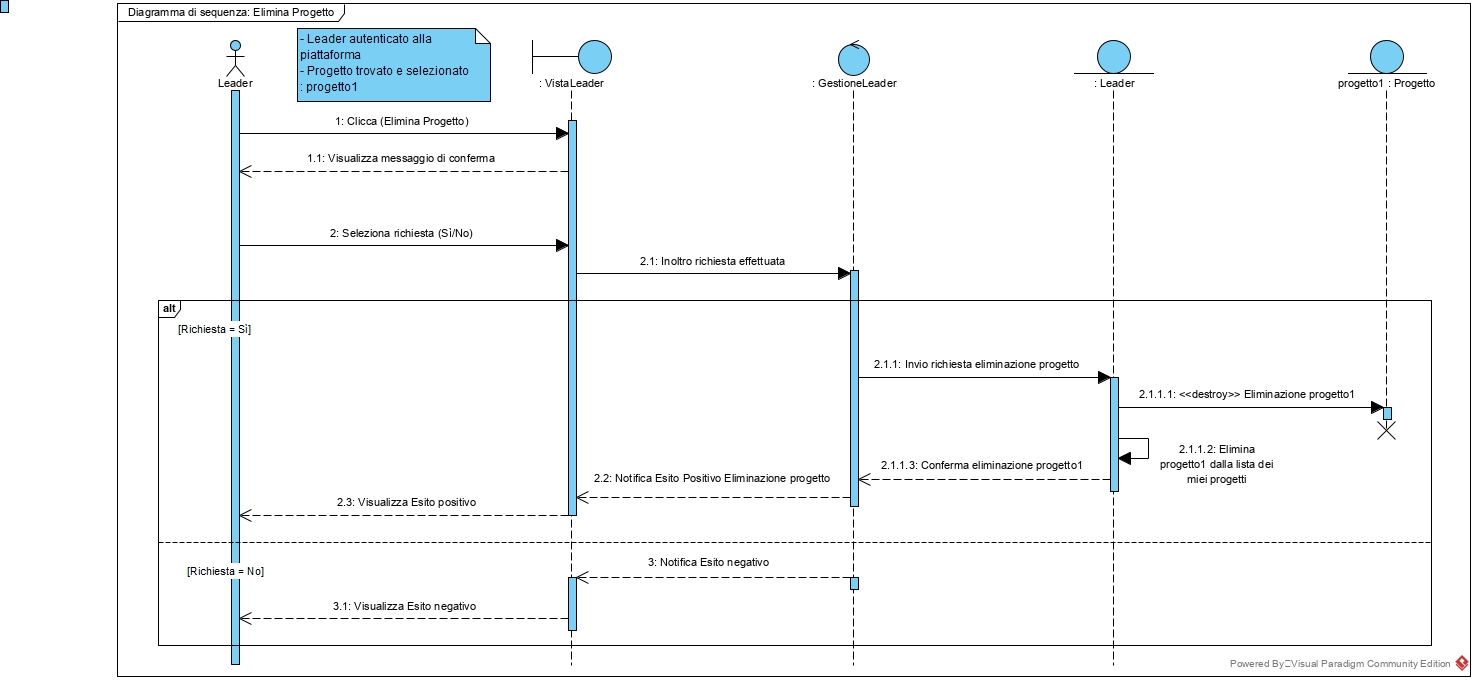 Diagramma di sequenza: Elimina Progetto
- Leader autenticato alla
piattaforma
- Progetto trovato e selezionato
: progetto1
Leader
: VistaLeader
: GestioneLeader
: Leader
progetto1 : Progetto
1: Clicca (Elimina Progetto)
1.1: Visualizza messaggio di conferma
2: Seleziona richiesta (Sì/No)
2.1: Inoltro richiesta effettuata
alt
[Richiesta = Sì]
2.1.1: Invio richiesta eliminazione progetto
2.1.1.1: <<destroy>> Eliminazione progetto1
2.1.1.2: Elimina
progetto1 dalla lista dei
miei progetti
2.1.1.3: Conferma eliminazione progetto1
2.2: Notifica Esito Positivo Eliminazione progetto
2.3: Visualizza Esito positivo
[Richiesta = No]
3: Notifica Esito negativo
3.1: Visualizza Esito negativo
Powered By Visual Paradigm Community Edition